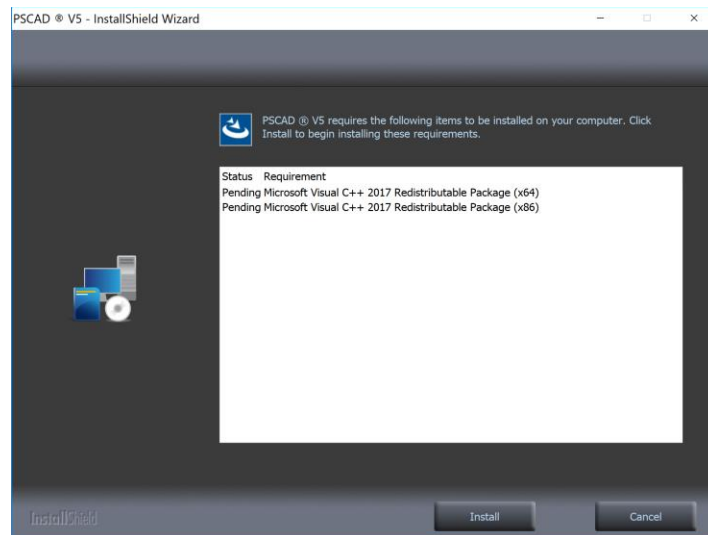 PSCAD ® V5 - InstallShield Wizard
PSCAD ® V5 requires the following items to be installed on your computer. Click
Install to begin installing these requirements.
Status Requirement
Pending Microsoft Visual C++ 2017 Redistributable Package (x64)
Pending Microsoft Visual C++ 2017 Redistributable Package (x86)
InstallShield
Install
Cancel